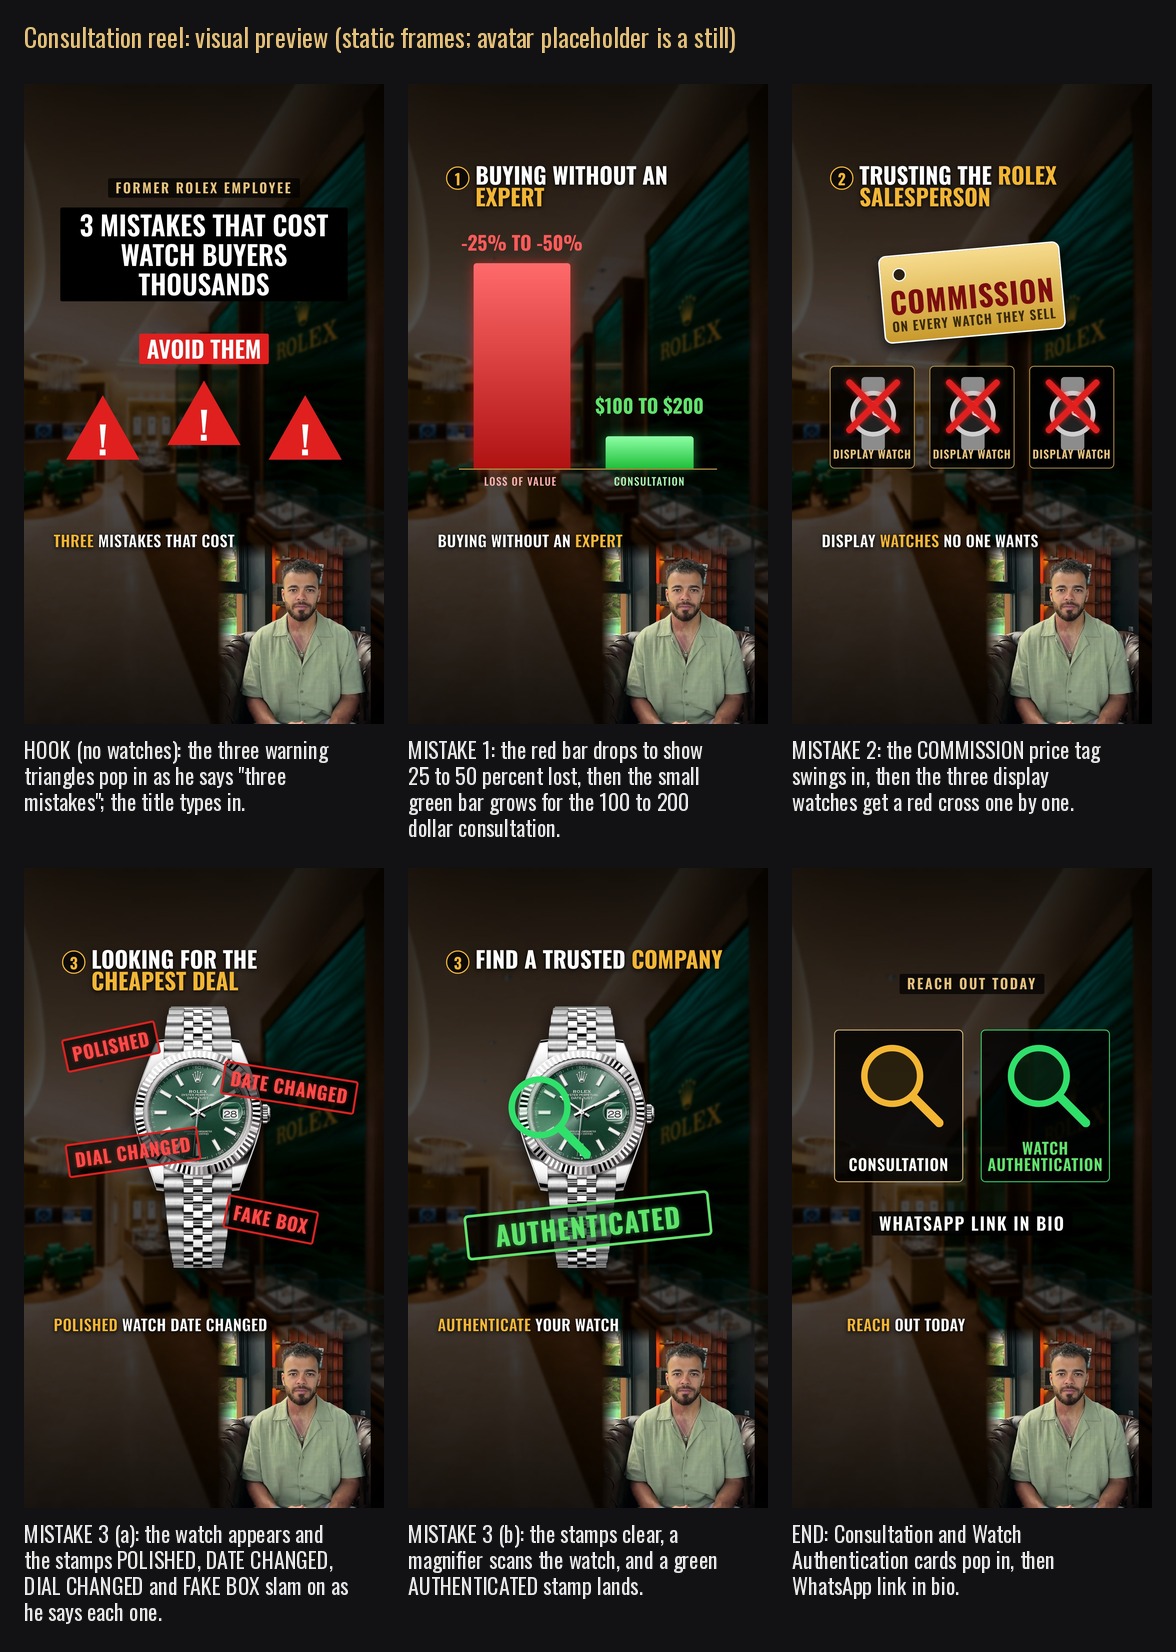 Consultation reel: visual preview (static frames; avatar placeholder is a still)
FORMER ROLEX EMPLOYEE
3 MISTAKES THAT COST
WATCH BUYERS
THOUSANDS
AVOID THEM
ROLEX
! ! !
THREE MISTAKES THAT COST
HOOK (no watches): the three warning
triangles pop in as he says "three
mistakes"; the title types in.
1 BUYING WITHOUT AN
EXPERT
-25% TO -50%
ROLEX
$100 TO $200
LOSS OF VALUE
CONSULTATION
BUYING WITHOUT AN EXPERT
MISTAKE 1: the red bar drops to show
25 to 50 percent lost, then the small
green bar grows for the 100 to 200
dollar consultation.
2 TRUSTING THE ROLEX
SALESPERSON
COMMISSION
ON EVERY WATCH THEY SELL
ROLEX
DISPLAY WATCH
DISPLAY WATCH
DISPLAY WATCH
DISPLAY WATCHES NO ONE WANTS
MISTAKE 2: the COMMISSION price tag
swings in, then the three display
watches get a red cross one by one.
3 LOOKING FOR THE
CHEAPEST DEAL
POLISHED
DATE CHANGED
ROLEX
28
ROLEX
DIAL CHANGED
FAKE BOX
POLISHED WATCH DATE CHANGED
MISTAKE 3 (a): the watch appears and
the stamps POLISHED, DATE CHANGED,
DIAL CHANGED and FAKE BOX slam on as
he says each one.
3 FIND A TRUSTED COMPANY
ROLEX
28
ROLEX
AUTHENTICATED
AUTHENTICATE YOUR WATCH
MISTAKE 3 (b): the stamps clear, a
magnifier scans the watch, and a green
AUTHENTICATED stamp lands.
REACH OUT TODAY
CONSULTATION
WATCH
AUTHENTICATION
WHATSAPP LINK IN BIO
REACH OUT TODAY
END: Consultation and Watch
Authentication cards pop in, then
WhatsApp link in bio.